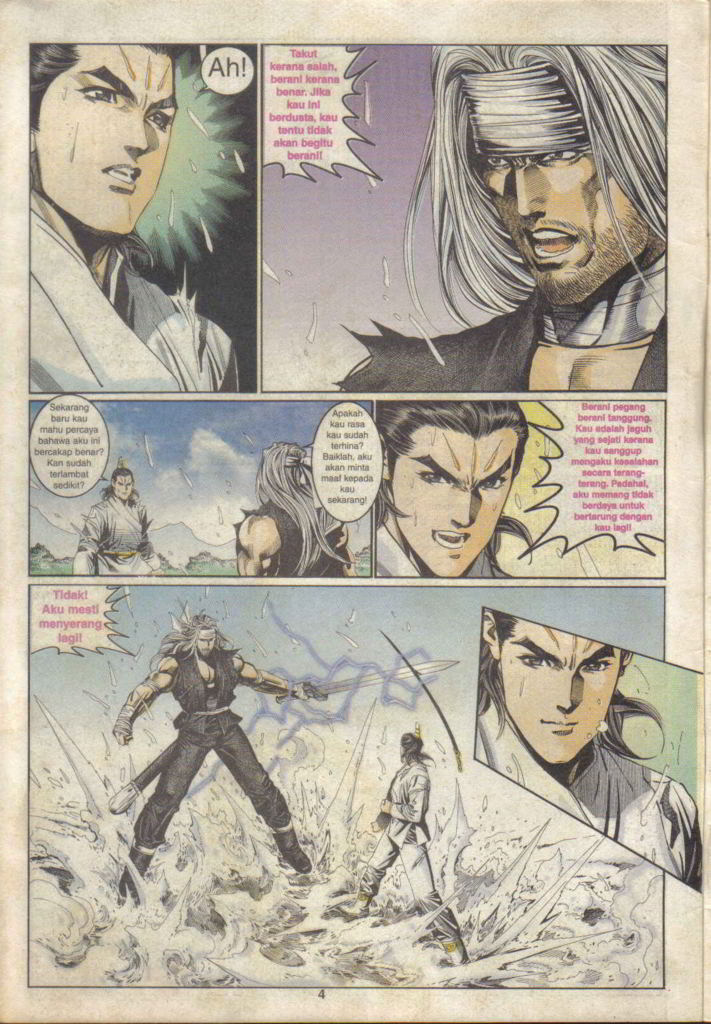 Ah!
Takut
kerana salah,
berani kerana
benar. Jika
kau ini
berdusta, kau
tentu tidak
akan begitu
berani!
Sekarang
baru kau
mahu percaya
bahawa aku ini
bercakap benar?
Kan sudah
terlambat
sedikit?
Apakah
kau rasa
kau sudah
terhina?
Baiklah, aku
akan minta
maaf kepada
kau
sekarang!
Berani pegang
berani tanggung.
Kau adalah jaguh
yang sejati kerana
kau sanggup
mengaku kesalahan
secara terang-
terang. Padahal,
aku memang tidak
berdaya untuk
bertarung dengan
kau lagi!
Tidak!
Aku mesti
menyerang
lagi!
4